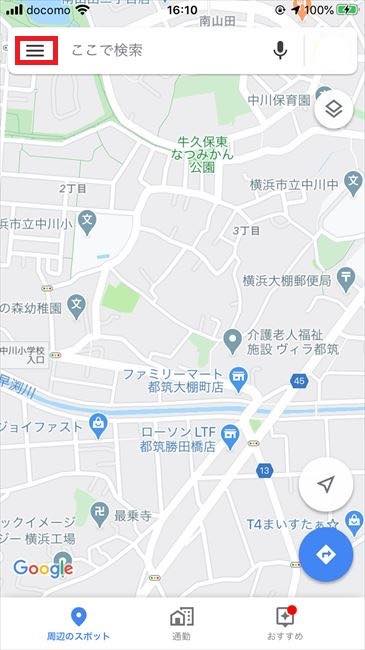 docomo
16:10
100%
南山田
ここで検索
中川保育園
牛久保東
なつみかん
公園
2丁目
横浜市立中川中
浜市立中川小
3丁目
横浜大棚郵便局
の森幼稚園
介護老人福祉
施設 ヴィラ都筑
中川小学校
入口
ファミリーマート
都筑大棚町店
45
早渕川
ジョイファスト
ローソン LTF
都筑勝田橋店
13
ックイメージ
ジー 横浜工場
最乗寺
T4まいすたぁ☆
Google
周辺のスポット
通勤
おすすめ